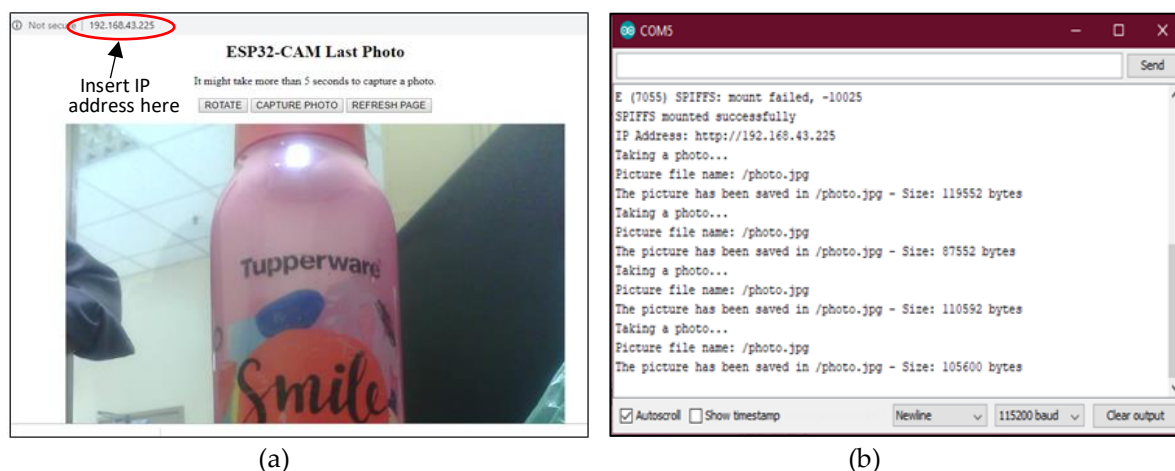 Not secure | 192.168.43.225
Insert IP
address here
ESP32-CAM Last Photo
It might take more than 5 seconds to capture a photo.
ROTATE CAPTURE PHOTO REFRESH PAGE
Tupperware
Smile
(a)
COM5
Send
E (7055) SPIFFS: mount failed, -10025
SPIFFS mounted successfully
IP Address: http://192.168.43.225
Taking a photo...
Picture file name: /photo.jpg
The picture has been saved in /photo.jpg - Size: 119552 bytes
Taking a photo...
Picture file name: /photo.jpg
The picture has been saved in /photo.jpg - Size: 87552 bytes
Taking a photo...
Picture file name: /photo.jpg
The picture has been saved in /photo.jpg - Size: 110592 bytes
Taking a photo...
Picture file name: /photo.jpg
The picture has been saved in /photo.jpg - Size: 105600 bytes
Autoscroll Show timestamp Newline 115200 baud Clear output
(b)